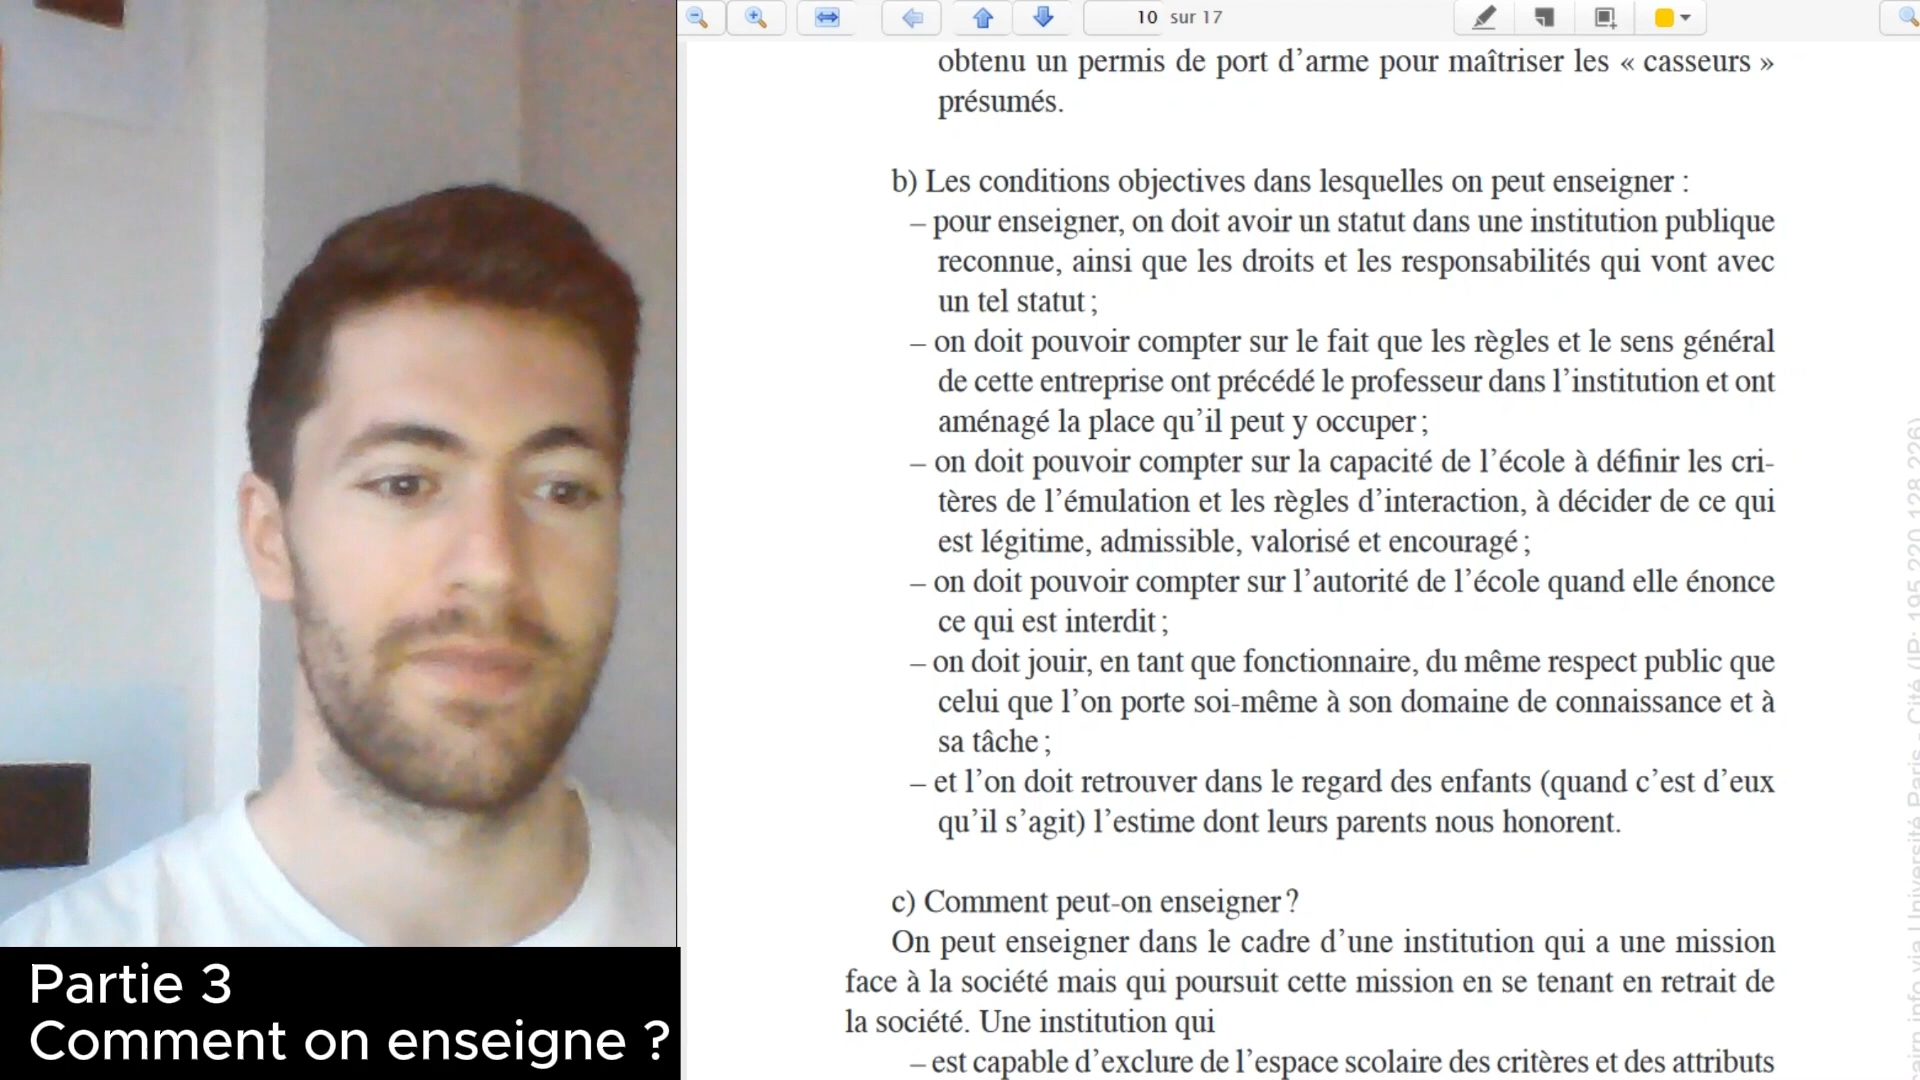 10 sur 17
obtenu un permis de port d’arme pour maîtriser les « casseurs »
présumés.
b) Les conditions objectives dans lesquelles on peut enseigner :
– pour enseigner, on doit avoir un statut dans une institution publique
reconnue, ainsi que les droits et les responsabilités qui vont avec
un tel statut ;
– on doit pouvoir compter sur le fait que les règles et le sens général
de cette entreprise ont précédé le professeur dans l’institution et ont
aménagé la place qu’il peut y occuper ;
– on doit pouvoir compter sur la capacité de l’école à définir les cri-
tères de l’émulation et les règles d’interaction, à décider de ce qui
est légitime, admissible, valorisé et encouragé ;
– on doit pouvoir compter sur l’autorité de l’école quand elle énonce
ce qui est interdit ;
– on doit jouir, en tant que fonctionnaire, du même respect public que
celui que l’on porte soi-même à son domaine de connaissance et à
sa tâche ;
– et l’on doit retrouver dans le regard des enfants (quand c’est d’eux
qu’il s’agit) l’estime dont leurs parents nous honorent.
c) Comment peut-on enseigner ?
On peut enseigner dans le cadre d’une institution qui a une mission
face à la société mais qui poursuit cette mission en se tenant en retrait de
la société. Une institution qui
– est capable d’exclure de l’espace scolaire des critères et des attributs
cairn.info via Université Paris - Cité (IP: 195.220.128.226)
Partie 3
Comment on enseigne ?